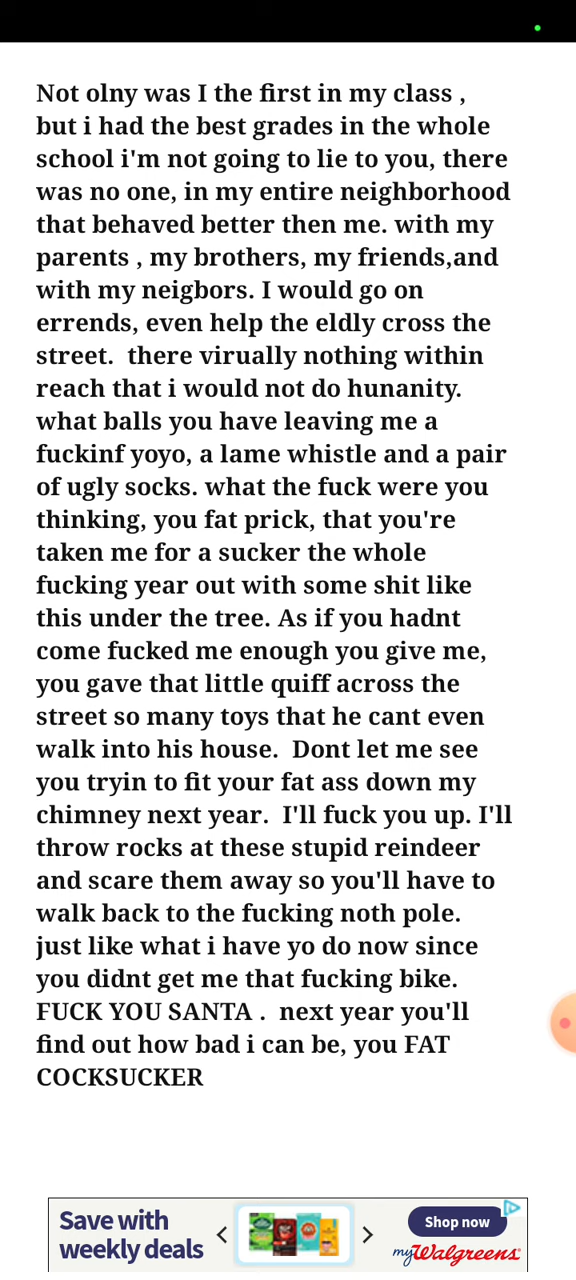 Not olny was I the first in my class ,
but i had the best grades in the whole
school i'm not going to lie to you, there
was no one, in my entire neighborhood
that behaved better then me. with my
parents , my brothers, my friends,and
with my neigbors. I would go on
errends, even help the eldly cross the
street.  there virually nothing within
reach that i would not do hunanity.
what balls you have leaving me a
fuckinf yoyo, a lame whistle and a pair
of ugly socks. what the fuck were you
thinking, you fat prick, that you're
taken me for a sucker the whole
fucking year out with some shit like
this under the tree. As if you hadnt
come fucked me enough you give me,
you gave that little quiff across the
street so many toys that he cant even
walk into his house.  Dont let me see
you tryin to fit your fat ass down my
chimney next year.  I'll fuck you up. I'll
throw rocks at these stupid reindeer
and scare them away so you'll have to
walk back to the fucking noth pole.
just like what i have yo do now since
you didnt get me that fucking bike.
FUCK YOU SANTA .  next year you'll
find out how bad i can be, you FAT
COCKSUCKER
Save with
weekly deals
Shop now
myWalgreens